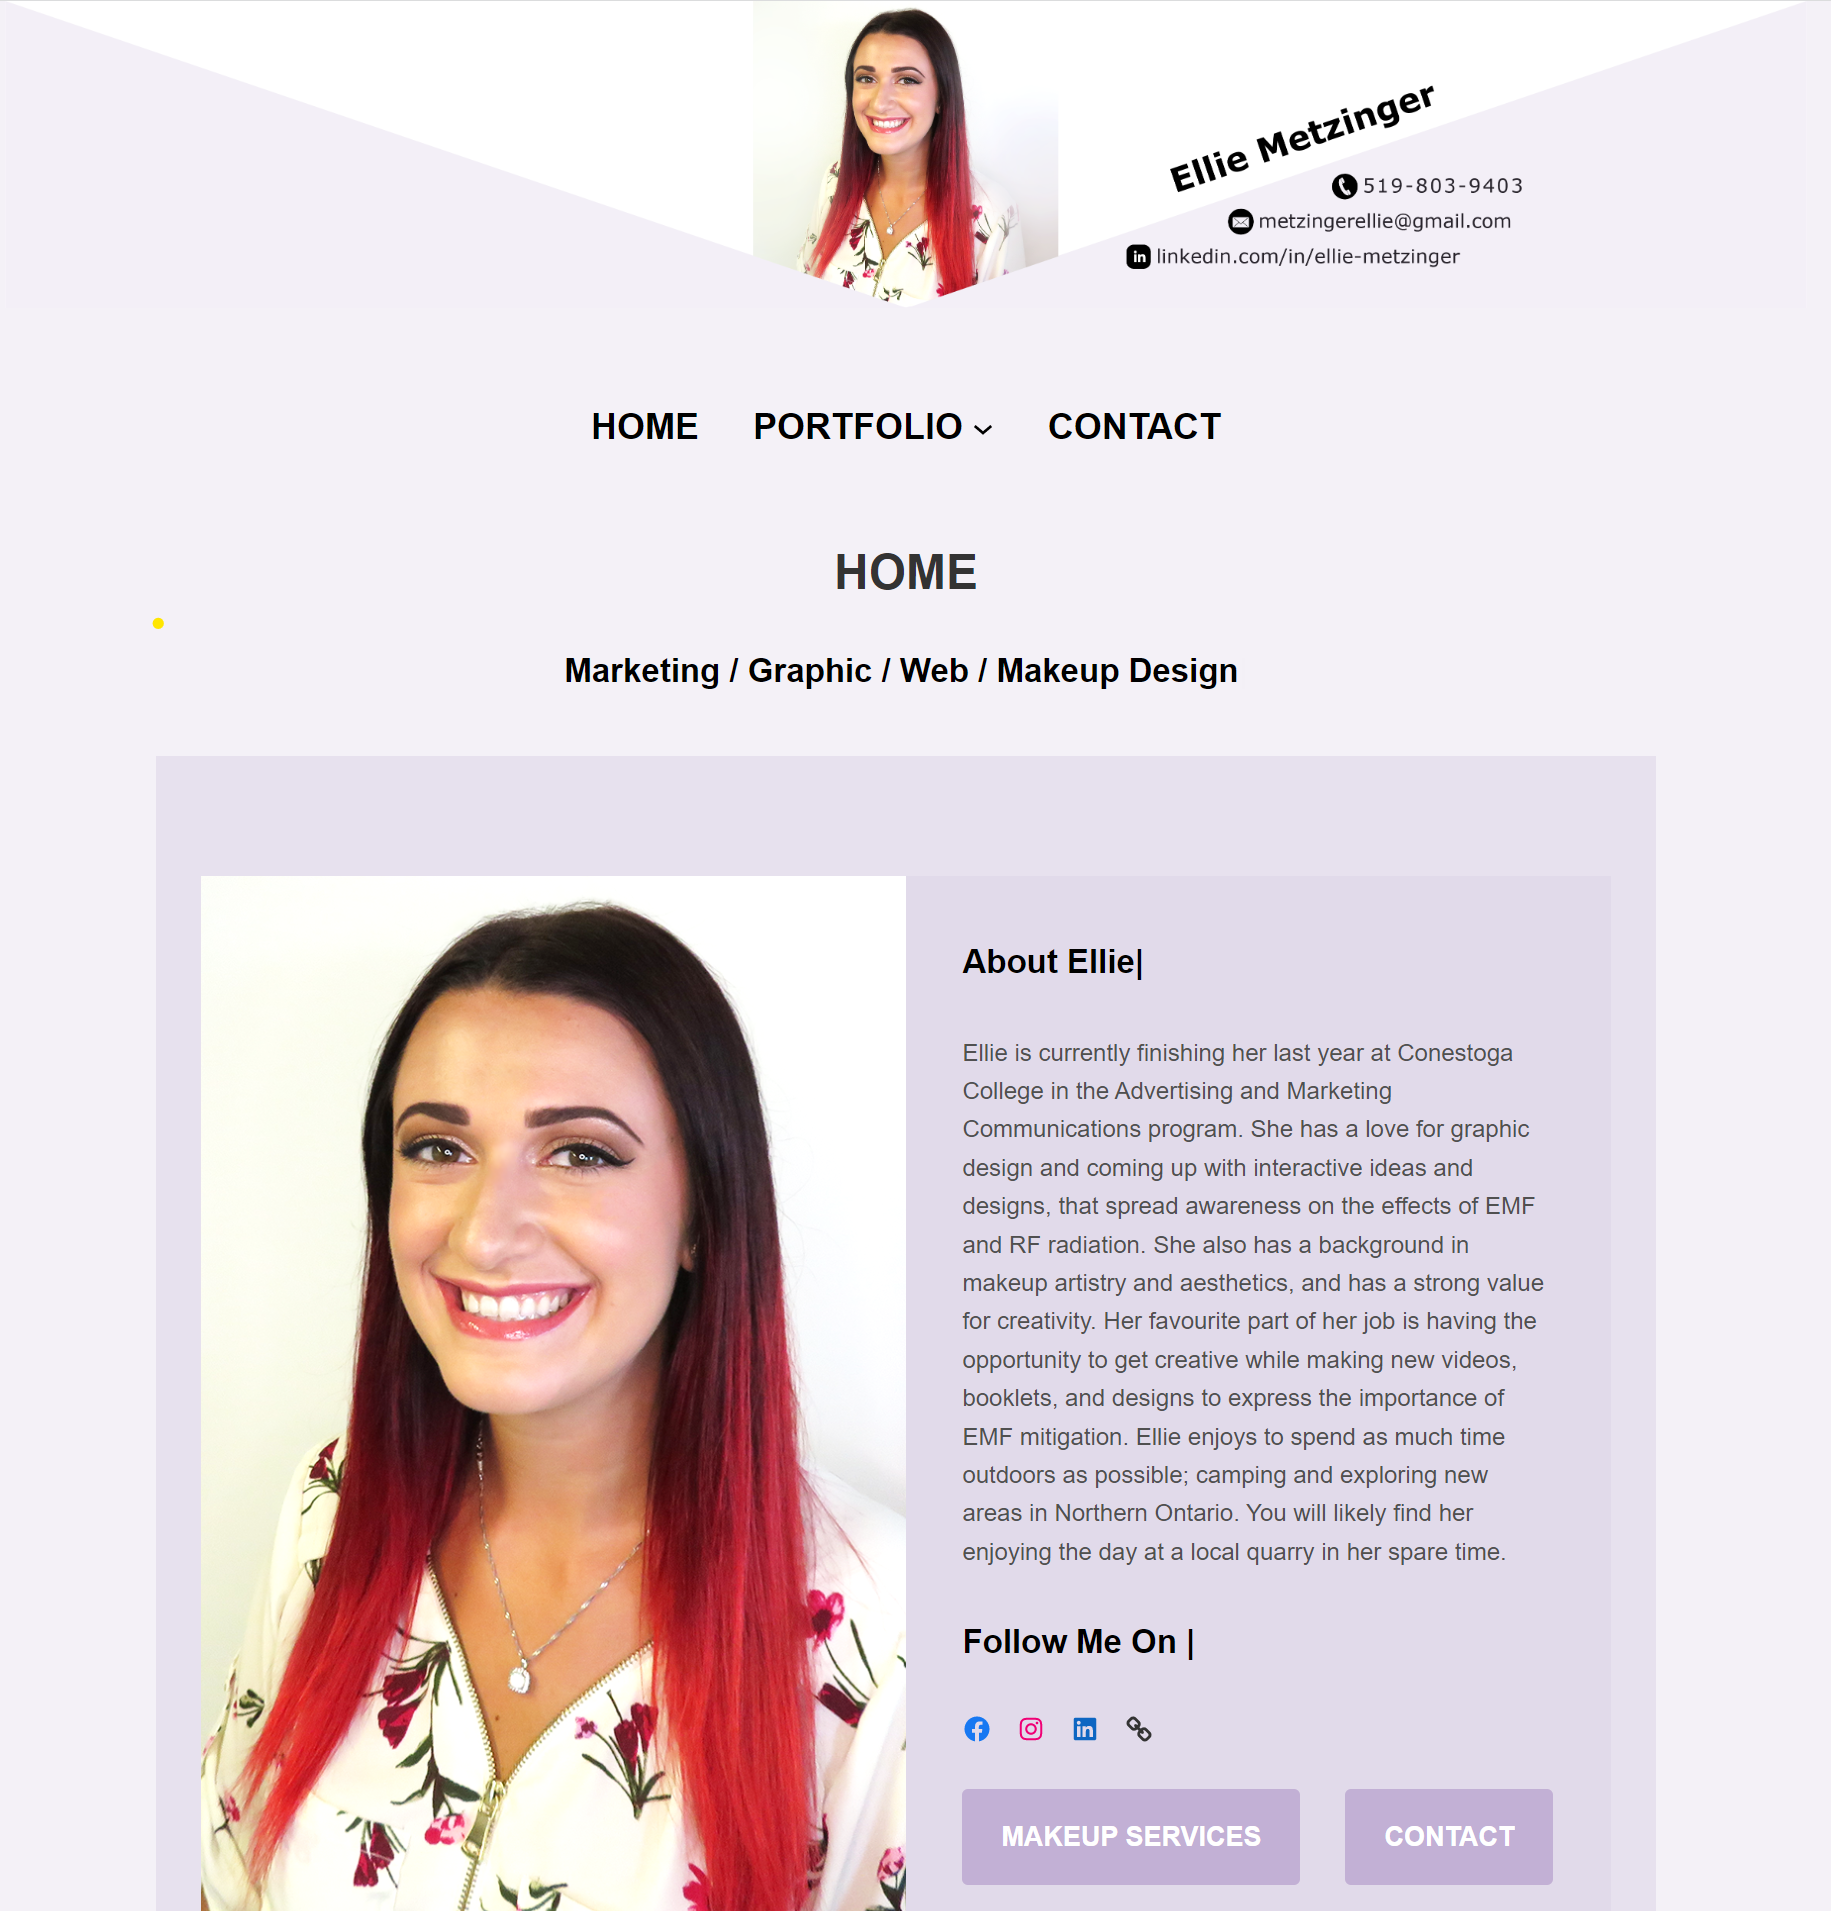 Ellie Metzinger
519-803-9403
metzingerellie@gmail.com
linkedin.com/in/ellie-metzinger
HOME PORTFOLIO CONTACT
HOME
Marketing / Graphic / Web / Makeup Design
About Ellie|
Ellie is currently finishing her last year at Conestoga
College in the Advertising and Marketing
Communications program. She has a love for graphic
design and coming up with interactive ideas and
designs, that spread awareness on the effects of EMF
and RF radiation. She also has a background in
makeup artistry and aesthetics, and has a strong value
for creativity. Her favourite part of her job is having the
opportunity to get creative while making new videos,
booklets, and designs to express the importance of
EMF mitigation. Ellie enjoys to spend as much time
outdoors as possible; camping and exploring new
areas in Northern Ontario. You will likely find her
enjoying the day at a local quarry in her spare time.
Follow Me On |
MAKEUP SERVICES CONTACT